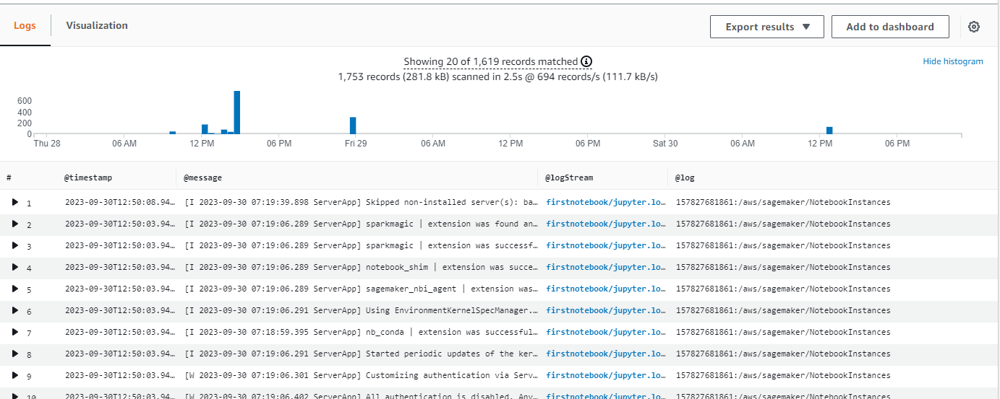 Logs Visualization Export results ▼ Add to dashboard
Showing 20 of 1,619 records matched
Hide histogram
1,753 records (281.8 kB) scanned in 2.5s @ 694 records/s (111.7 kB/s)
600
400
200
0
Thu 28 06 AM 12 PM 06 PM Fri 29 06 AM 12 PM 06 PM Sat 30 06 AM 12 PM 06 PM
# @timestamp @message @logStream @log
1 2023-09-30T12:50:08.94… [I 2023-09-30 07:19:39.898 ServerApp] Skipped non-installed server(s): ba… firstnotebook/jupyter.lo… 157827681861:/aws/sagemaker/NotebookInstances
2 2023-09-30T12:50:03.94… [I 2023-09-30 07:19:06.289 ServerApp] sparkmagic | extension was found an… firstnotebook/jupyter.lo… 157827681861:/aws/sagemaker/NotebookInstances
3 2023-09-30T12:50:03.94… [I 2023-09-30 07:19:06.289 ServerApp] sparkmagic | extension was successf… firstnotebook/jupyter.lo… 157827681861:/aws/sagemaker/NotebookInstances
4 2023-09-30T12:50:03.94… [I 2023-09-30 07:19:06.289 ServerApp] notebook_shim | extension was succe… firstnotebook/jupyter.lo… 157827681861:/aws/sagemaker/NotebookInstances
5 2023-09-30T12:50:03.94… [I 2023-09-30 07:19:06.289 ServerApp] sagemaker_nbi_agent | extension was… firstnotebook/jupyter.lo… 157827681861:/aws/sagemaker/NotebookInstances
6 2023-09-30T12:50:03.94… [I 2023-09-30 07:19:06.291 ServerApp] Using EnvironmentKernelSpecManager.… firstnotebook/jupyter.lo… 157827681861:/aws/sagemaker/NotebookInstances
7 2023-09-30T12:50:03.94… [I 2023-09-30 07:18:59.395 ServerApp] nb_conda | extension was successful… firstnotebook/jupyter.lo… 157827681861:/aws/sagemaker/NotebookInstances
8 2023-09-30T12:50:03.94… [I 2023-09-30 07:19:06.291 ServerApp] Started periodic updates of the ker… firstnotebook/jupyter.lo… 157827681861:/aws/sagemaker/NotebookInstances
9 2023-09-30T12:50:03.94… [W 2023-09-30 07:19:06.301 ServerApp] Customizing authentication via Serv… firstnotebook/jupyter.lo… 157827681861:/aws/sagemaker/NotebookInstances
10 2023-09-30T12:50:03.94… [W 2023-09-30 07:19:06.402 ServerApp] All authentication is disabled. Any… firstnotebook/jupyter.lo… 157827681861:/aws/sagemaker/NotebookInstances